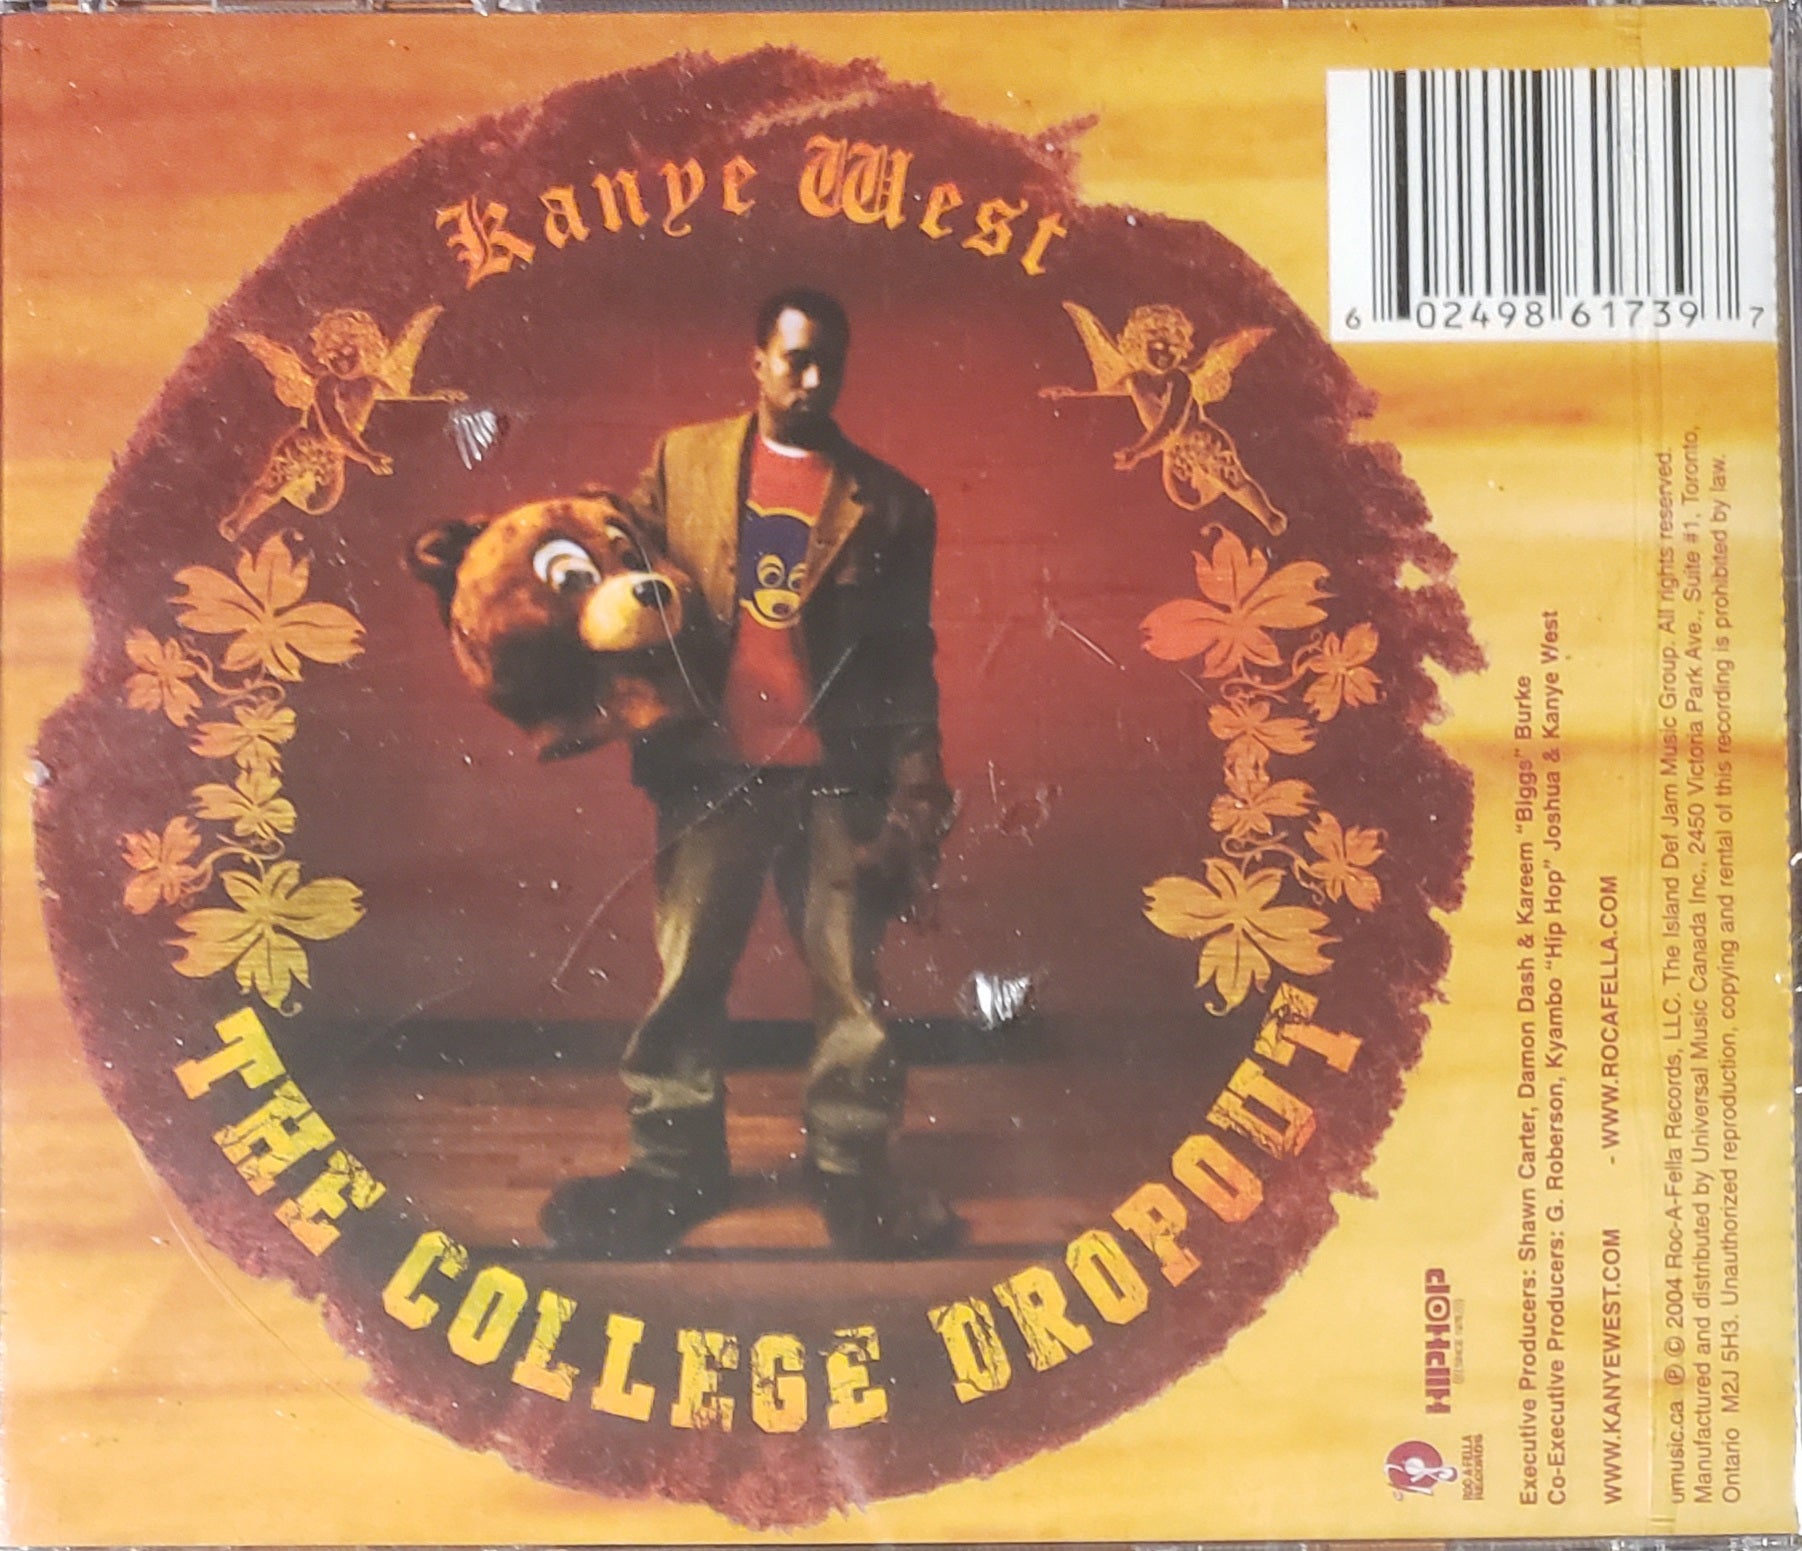 Kanye West
THE COLLEGE DROPOUT
6 02498 61739 7
ROC A FELLA
RECORDS
HIPHOP
Executive Producers: Shawn Carter, Damon Dash & Kareem “Biggs” Burke
Co-Executive Producers: G. Roberson, Kyambo “Hip Hop” Joshua & Kanye West
WWW.KANYEWEST.COM - WWW.ROCAFELLA.COM
umusic.ca ℗ © 2004 Roc-A-Fella Records, LLC. The Island Def Jam Music Group. All rights reserved.
Manufactured and distributed by Universal Music Canada Inc., 2450 Victoria Park Ave., Suite #1, Toronto,
Ontario M2J 5H3. Unauthorized reproduction, copying and rental of this recording is prohibited by law.